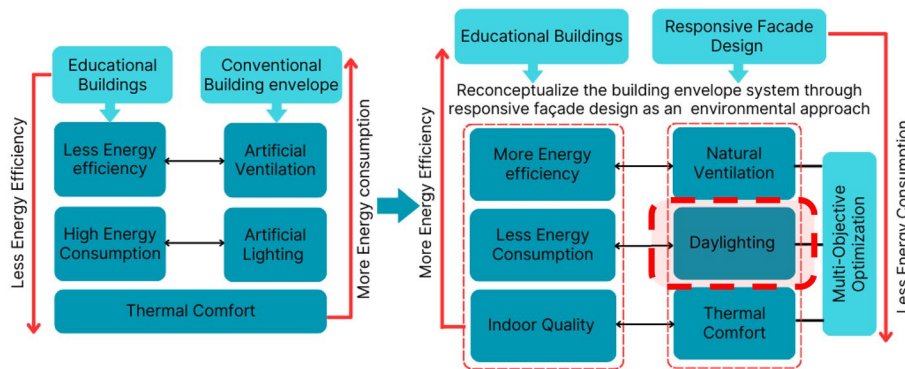 Less Energy Efficiency
Educational
Buildings
Conventional
Building envelope
Less Energy
efficiency
Artificial
Ventilation
High Energy
Consumption
Artificial
Lighting
Thermal Comfort
More Energy consumption
More Energy Efficiency
Educational Buildings
Responsive Facade
Design
Reconceptualize the building envelope system through
responsive façade design as an environmental approach
More Energy
efficiency
Natural
Ventilation
Less Energy
Consumption
Daylighting
Indoor Quality
Thermal
Comfort
Multi-Objective
Optimization
Less Energy Consumption